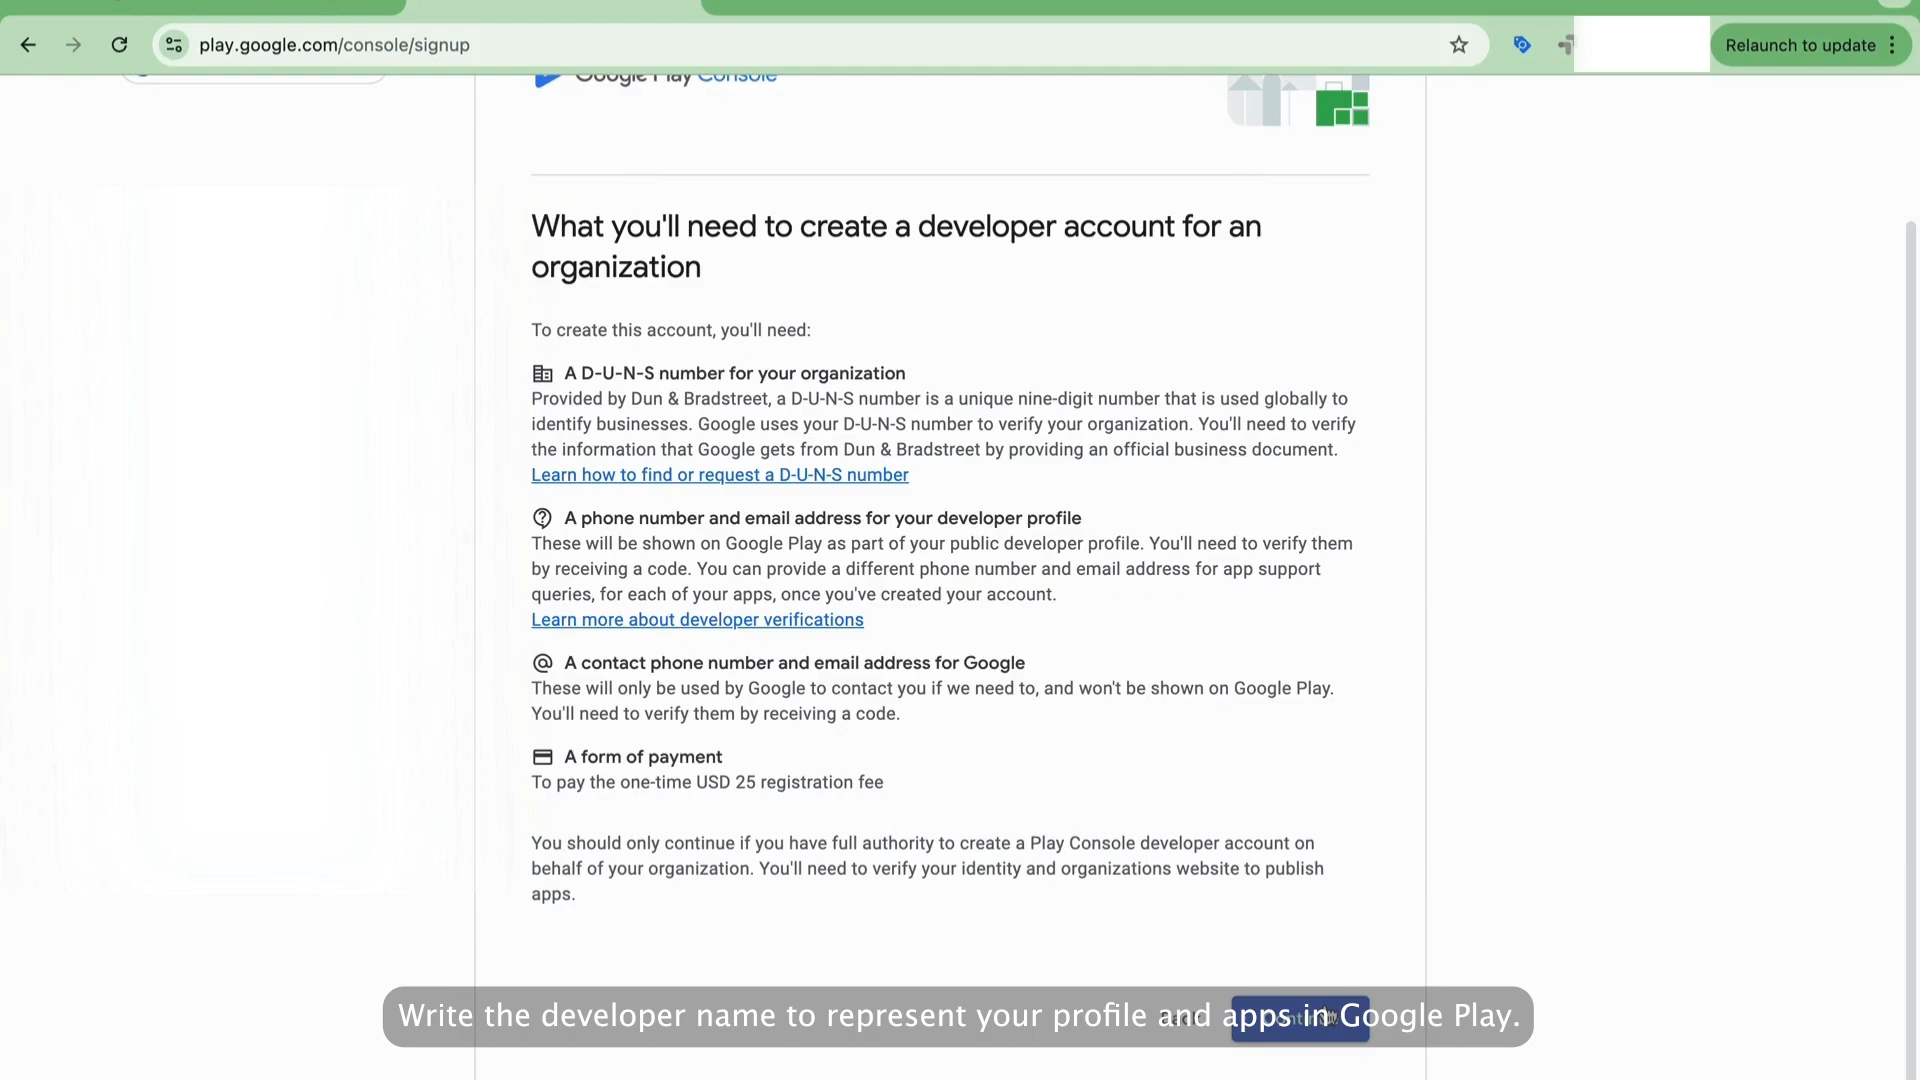 play.google.com/console/signup
Relaunch to update
Google Play Console
What you'll need to create a developer account for an
organization
To create this account, you'll need:
A D-U-N-S number for your organization
Provided by Dun & Bradstreet, a D-U-N-S number is a unique nine-digit number that is used globally to
identify businesses. Google uses your D-U-N-S number to verify your organization. You'll need to verify
the information that Google gets from Dun & Bradstreet by providing an official business document.
Learn how to find or request a D-U-N-S number
A phone number and email address for your developer profile
These will be shown on Google Play as part of your public developer profile. You'll need to verify them
by receiving a code. You can provide a different phone number and email address for app support
queries, for each of your apps, once you've created your account.
Learn more about developer verifications
A contact phone number and email address for Google
These will only be used by Google to contact you if we need to, and won't be shown on Google Play.
You'll need to verify them by receiving a code.
A form of payment
To pay the one-time USD 25 registration fee
You should only continue if you have full authority to create a Play Console developer account on
behalf of your organization. You'll need to verify your identity and organizations website to publish
apps.
Write the developer name to represent your profile and apps in Google Play.